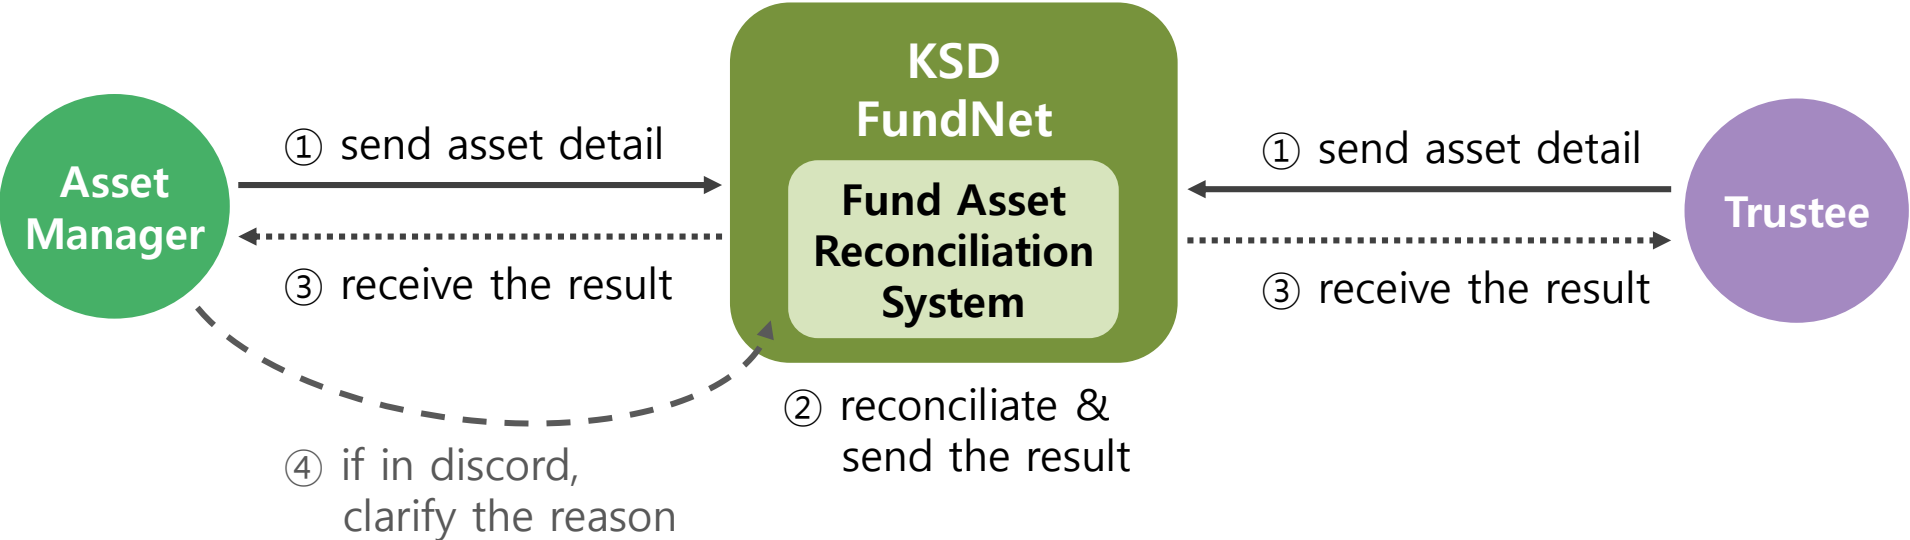 KSD
FundNet
Fund Asset
Reconciliation
System
Asset
Manager
① send asset detail
③ receive the result
④ if in discord,
clarify the reason
② reconciliate &
send the result
① send asset detail
③ receive the result
Trustee